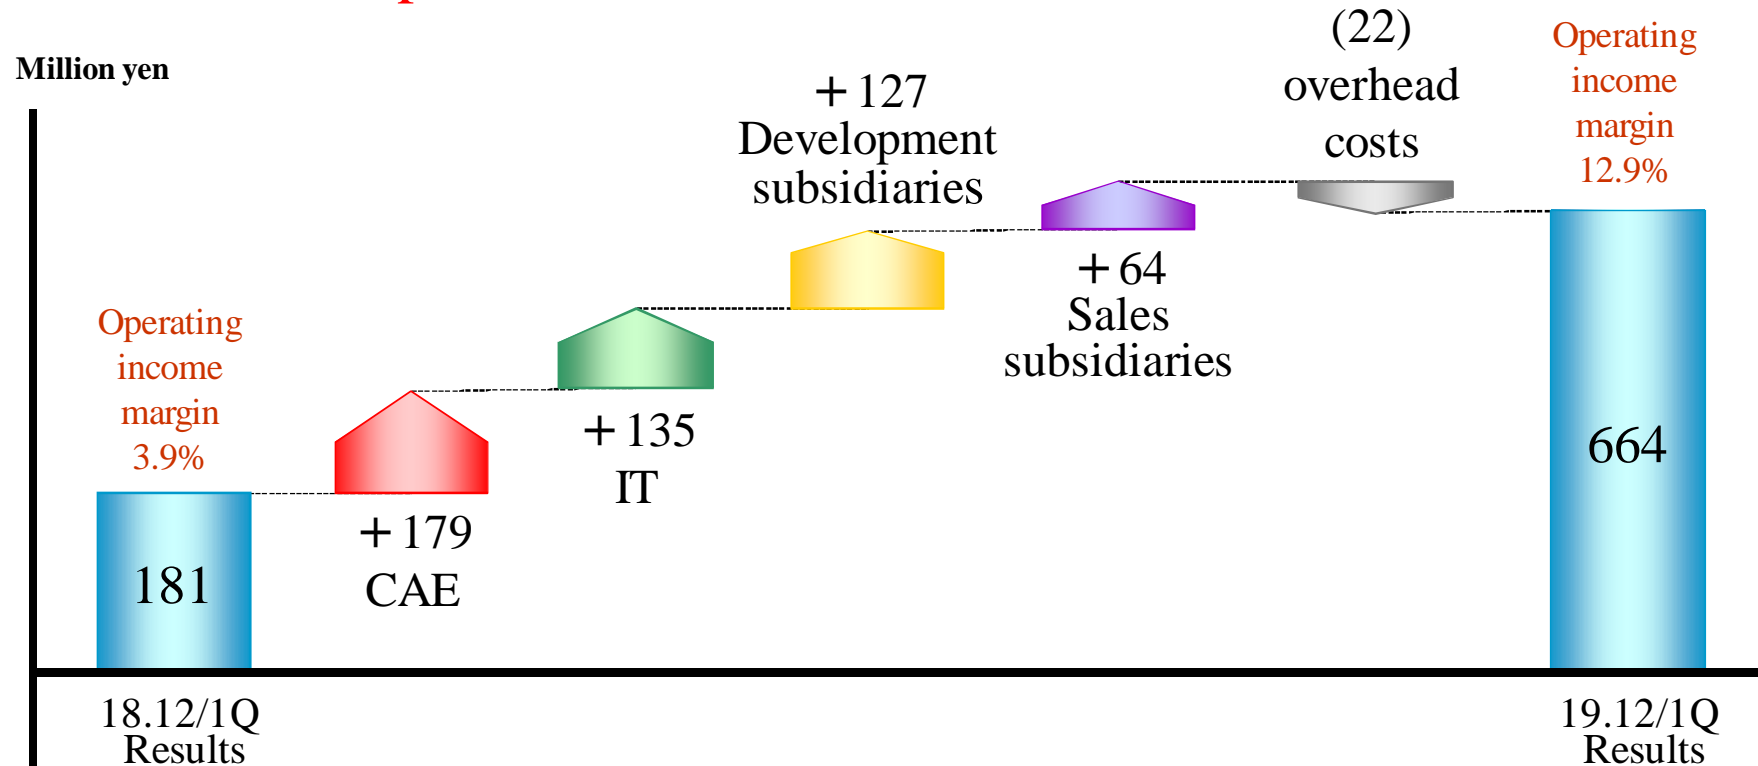 Million yen
Operating
income
margin
3.9%
181
+179
CAE
+135
IT
+127
Development
subsidiaries
+64
Sales
subsidiaries
(22)
overhead
costs
Operating
income
margin
12.9%
664
18.12/1Q
Results
19.12/1Q
Results